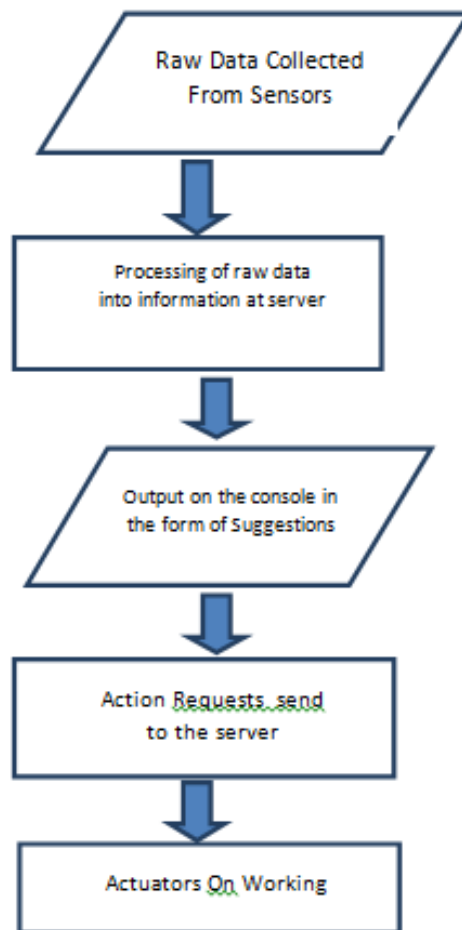 Raw Data Collected
From Sensors
Processing of raw data
into information at server
Output on the console in
the form of Suggestions
Action Requests send
to the server
Actuators On Working